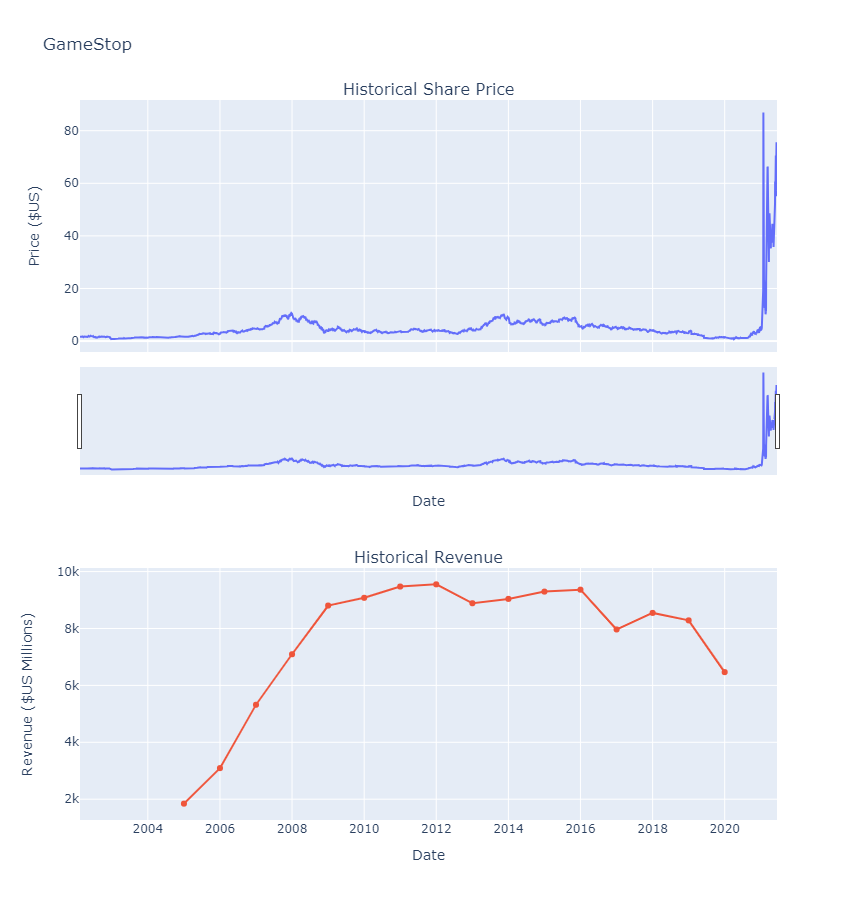 GameStop
Historical Share Price
80
60
40
20
0
Price ($US)
Date
Historical Revenue
10k
8k
6k
4k
2k
Revenue ($US Millions)
2004 2006 2008 2010 2012 2014 2016 2018 2020
Date